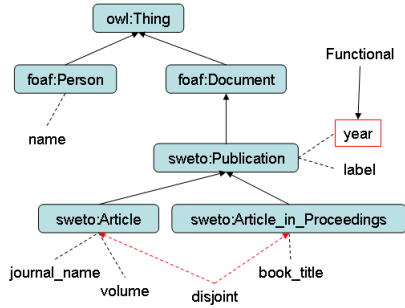 owl:Thing
Functional
foaf:Person
foaf:Document
name
year
sweto:Publication
label
sweto:Article
sweto:Article_in_Proceedings
journal_name
book_title
volume
disjoint